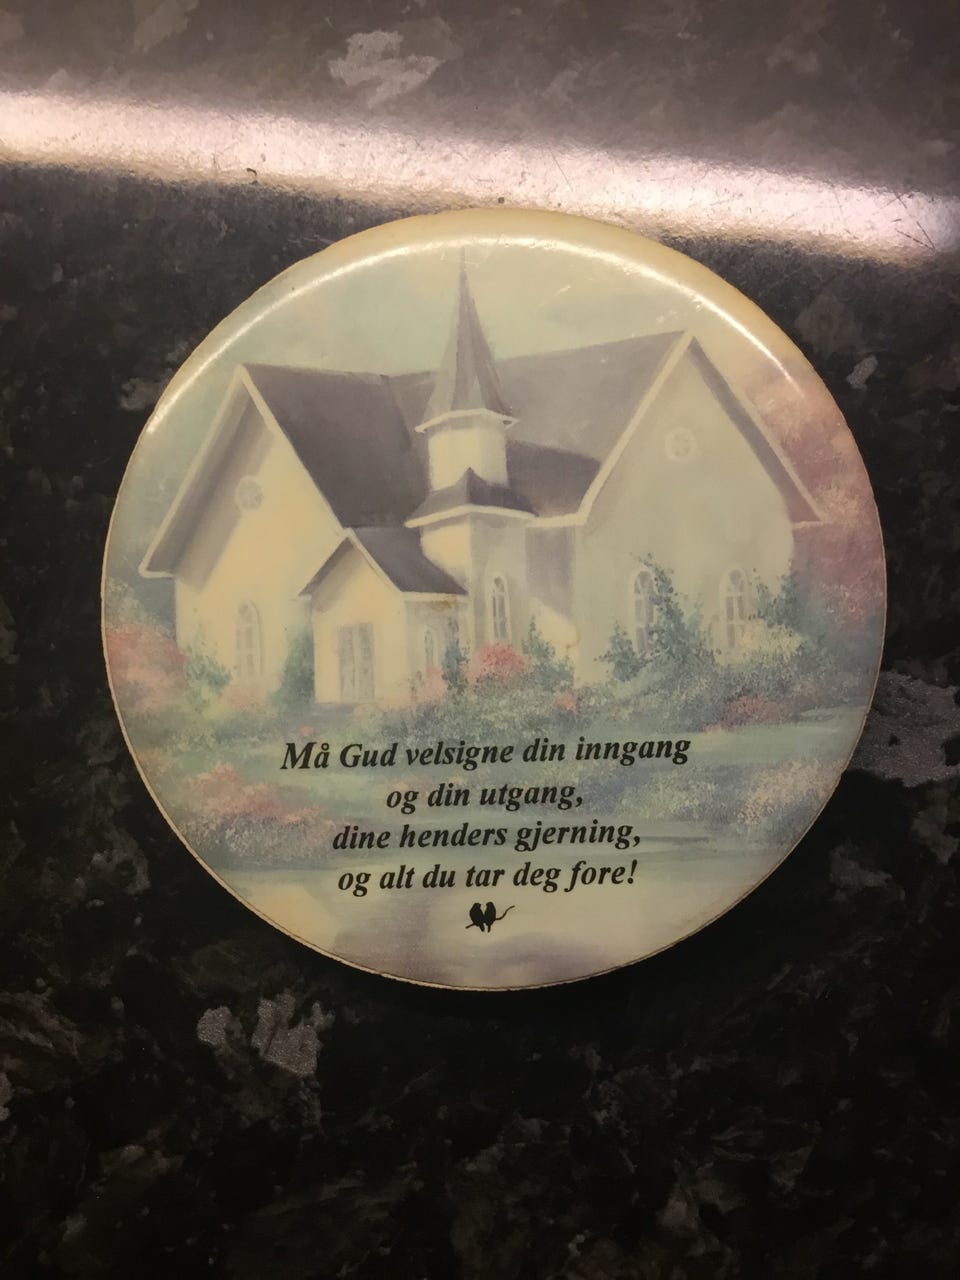 Må Gud velsigne din inngang
og din utgang,
dine henders gjerning,
og alt du tar deg fore!